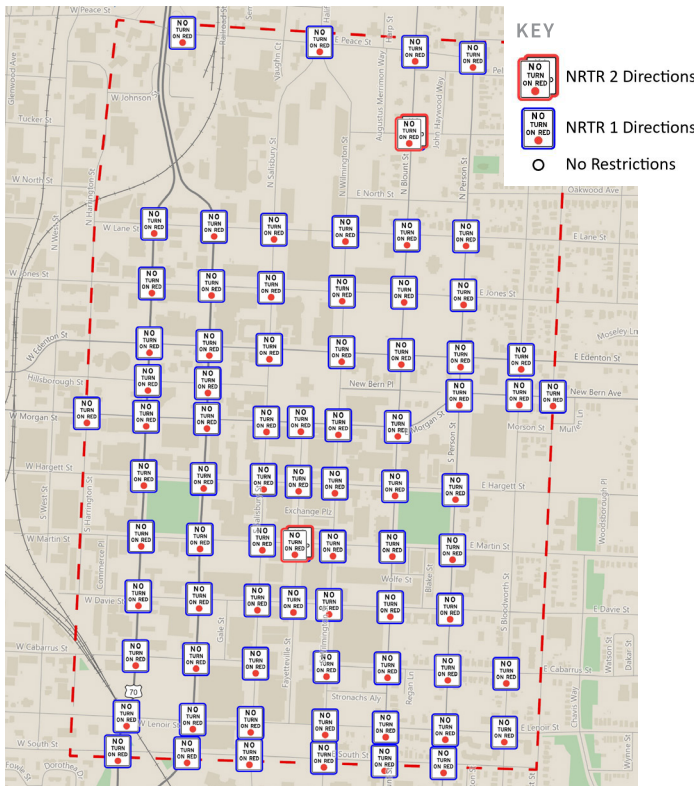 KEY
NO
TURN
ON RED
NRTR 2 Directions
NO
TURN
ON RED
NRTR 1 Directions
No Restrictions
W Peace St
E Peace St
Railroad St
Vaughn Ct
Glenwood Ave
Augustus Merrimon Way
John Haywood Way
W Johnson St
Tucker St
N Salisbury St
N Wilmington St
N Blount St
N Person St
W North St
E North St
Oakwood Ave
N West St
N Harrington St
W Lane St
E Lane St
W Jones St
E Jones St
W Edenton St
E Edenton St
Moseley Ln
Hillsborough St
New Bern Pl
New Bern Ave
W Morgan St
Morgan St
Morson St
S Person St
W Hargett St
E Hargett St
S West St
S Harrington St
Exchange Plz
Woodsborough Pl
W Martin St
E Martin St
Commerce Pl
Wolfe St
Blake St
S Bloodworth St
W Davie St
E Davie St
Gale St
Fayetteville St
Watson St
Dakar St
W Cabarrus St
E Cabarrus St
Regan Ln
Stronachs Aly
Chavis Way
70
W Lenoir St
E Lenoir St
W South St
South St
Wynne St
Dorothea D